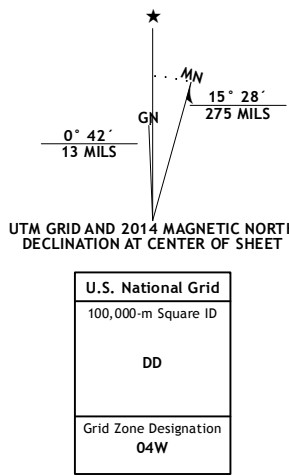 MN
GN
15° 28´
275 MILS
0° 42´
13 MILS
UTM GRID AND 2014 MAGNETIC NORTH
DECLINATION AT CENTER OF SHEET
U.S. National Grid
100,000-m Square ID
DD
Grid Zone Designation
04W